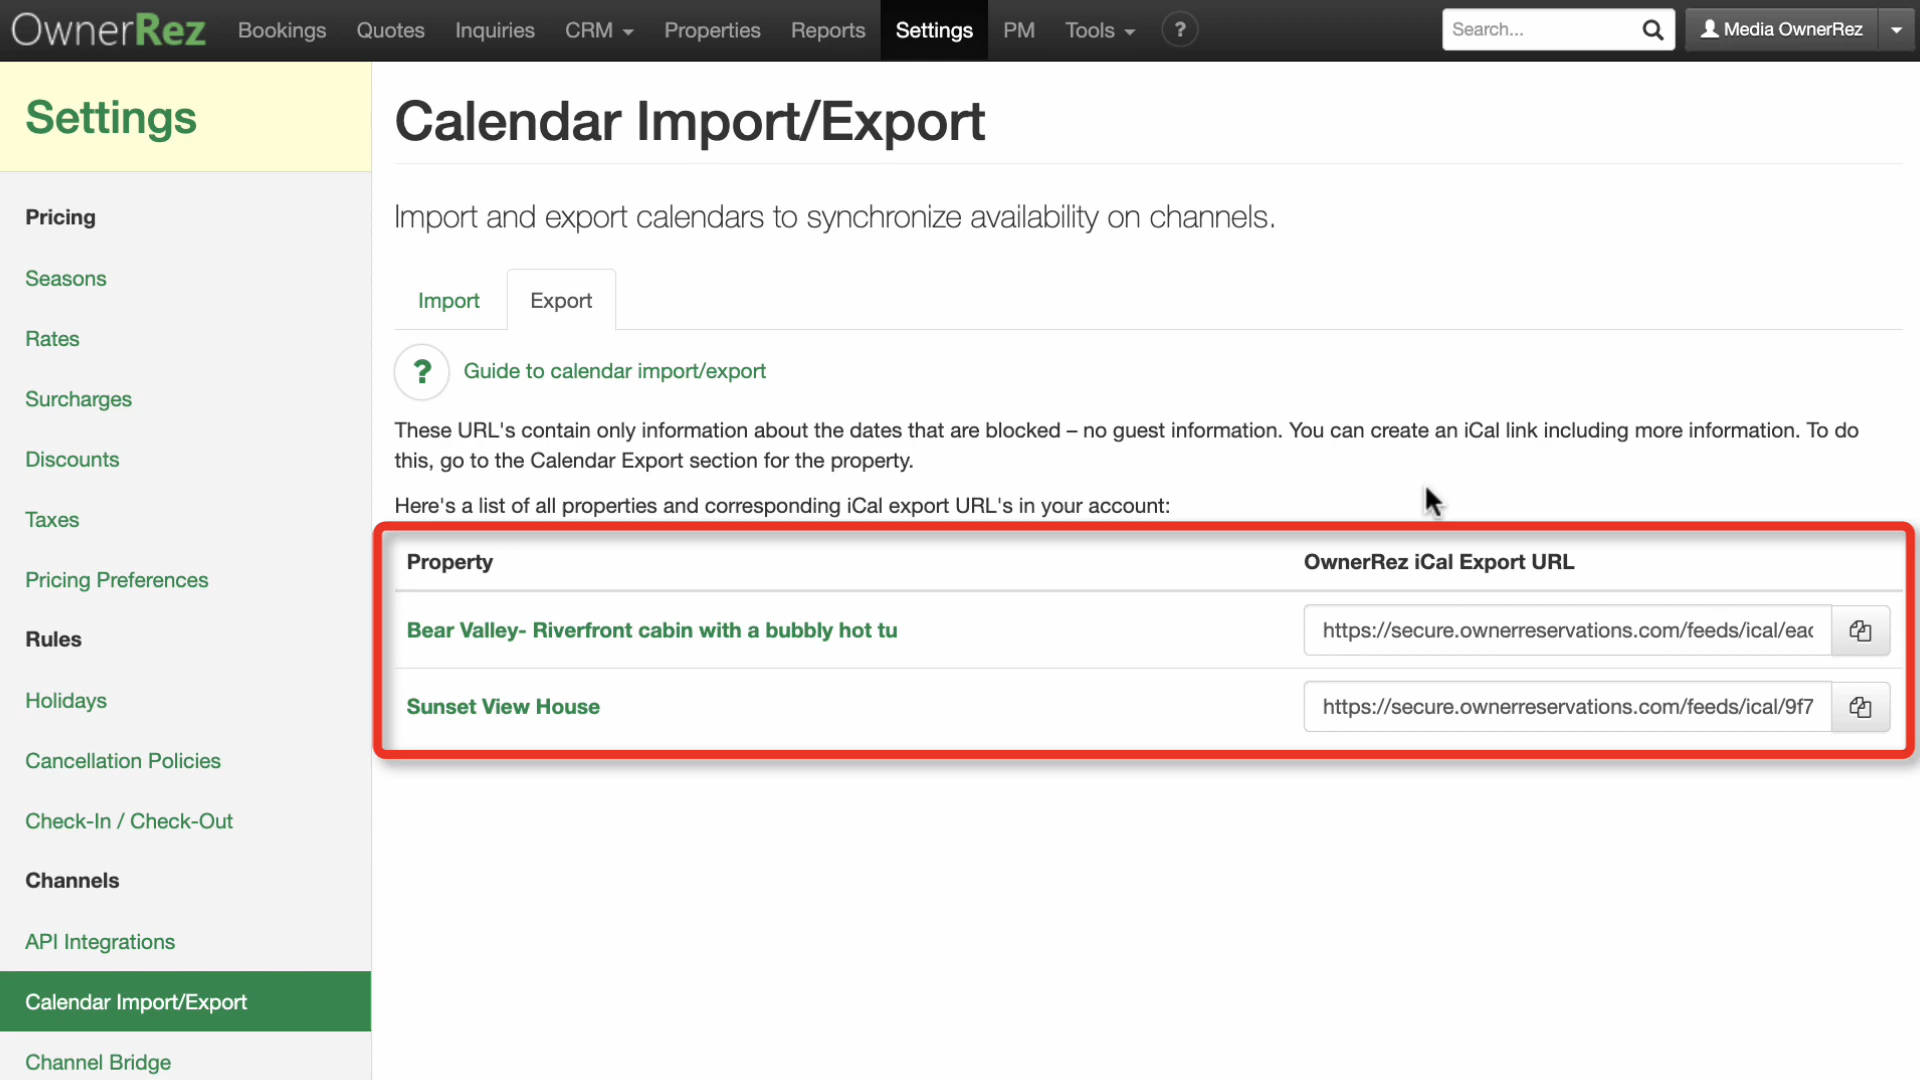 OwnerRez Bookings Quotes Inquiries CRM Properties Reports Settings PM Tools ? Search... Media OwnerRez
Settings
Pricing
Seasons
Rates
Surcharges
Discounts
Taxes
Pricing Preferences
Rules
Holidays
Cancellation Policies
Check-In / Check-Out
Channels
API Integrations
Calendar Import/Export
Channel Bridge
Calendar Import/Export
Import and export calendars to synchronize availability on channels.
Import Export
? Guide to calendar import/export
These URL's contain only information about the dates that are blocked – no guest information. You can create an iCal link including more information. To do
this, go to the Calendar Export section for the property.
Here's a list of all properties and corresponding iCal export URL's in your account:
Property OwnerRez iCal Export URL
Bear Valley- Riverfront cabin with a bubbly hot tu https://secure.ownerreservations.com/feeds/ical/eac
Sunset View House https://secure.ownerreservations.com/feeds/ical/9f7